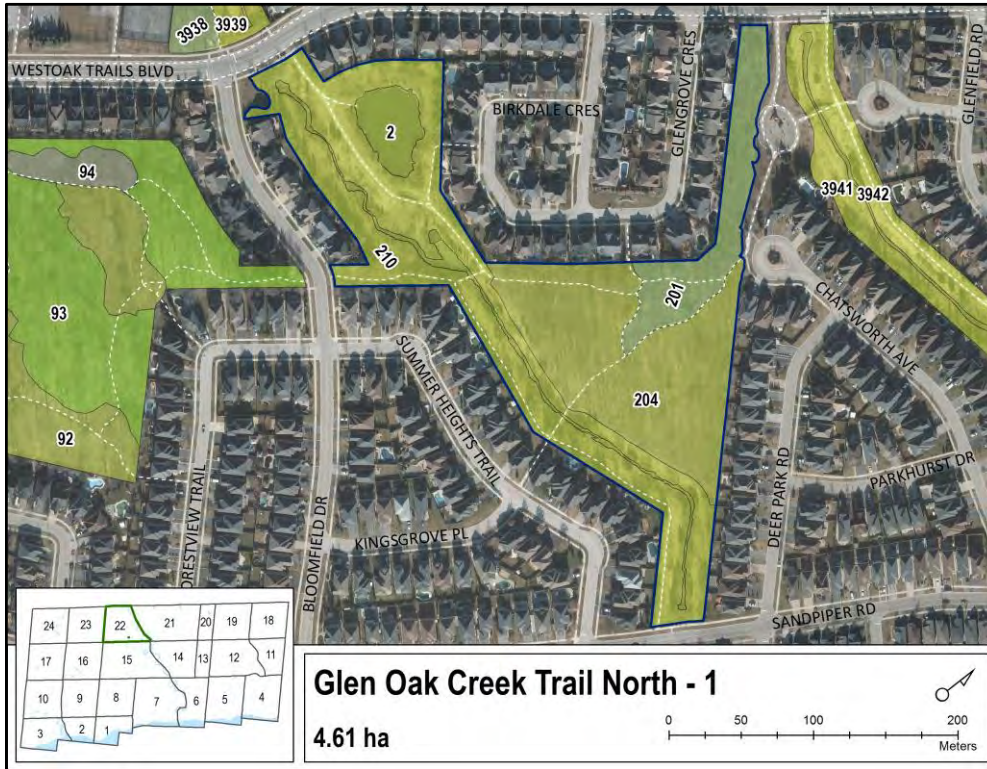 3938
3939
WESTOAK TRAILS BLVD
2
BIRKDALE CRES
GLENGROVE CRES
GLENFIELD RD
94
3941
3942
210
201
93
CHATSWORTH AVE
SUMMER HEIGHTS TRAIL
204
92
PARKHURST DR
ORESTVIEW TRAIL
BLOOMFIELD DR
KINGSGROVE PL
DEER PARK RD
SANDPIPER RD
24 23 22 21 20 19 18
17 16 15 14 13 12 11
10 9 8 7 6 5 4
3 2 1
Glen Oak Creek Trail North - 1
4.61 ha
0 50 100 200
Meters